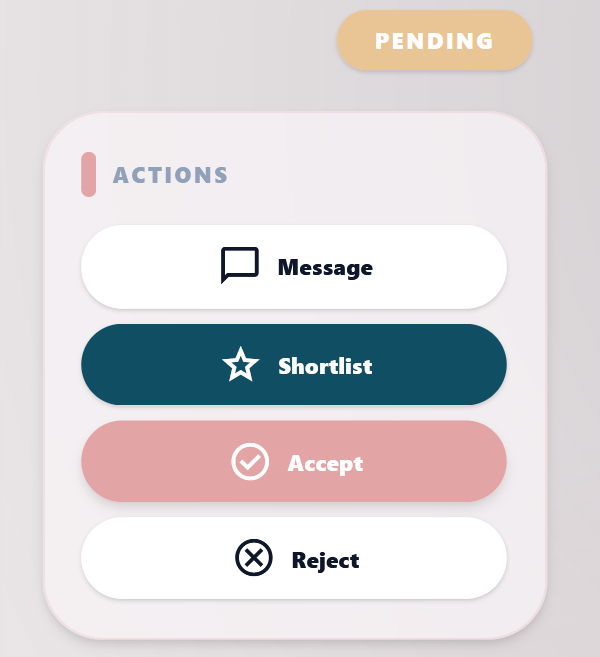 PENDING
ACTIONS
Message
Shortlist
Accept
Reject